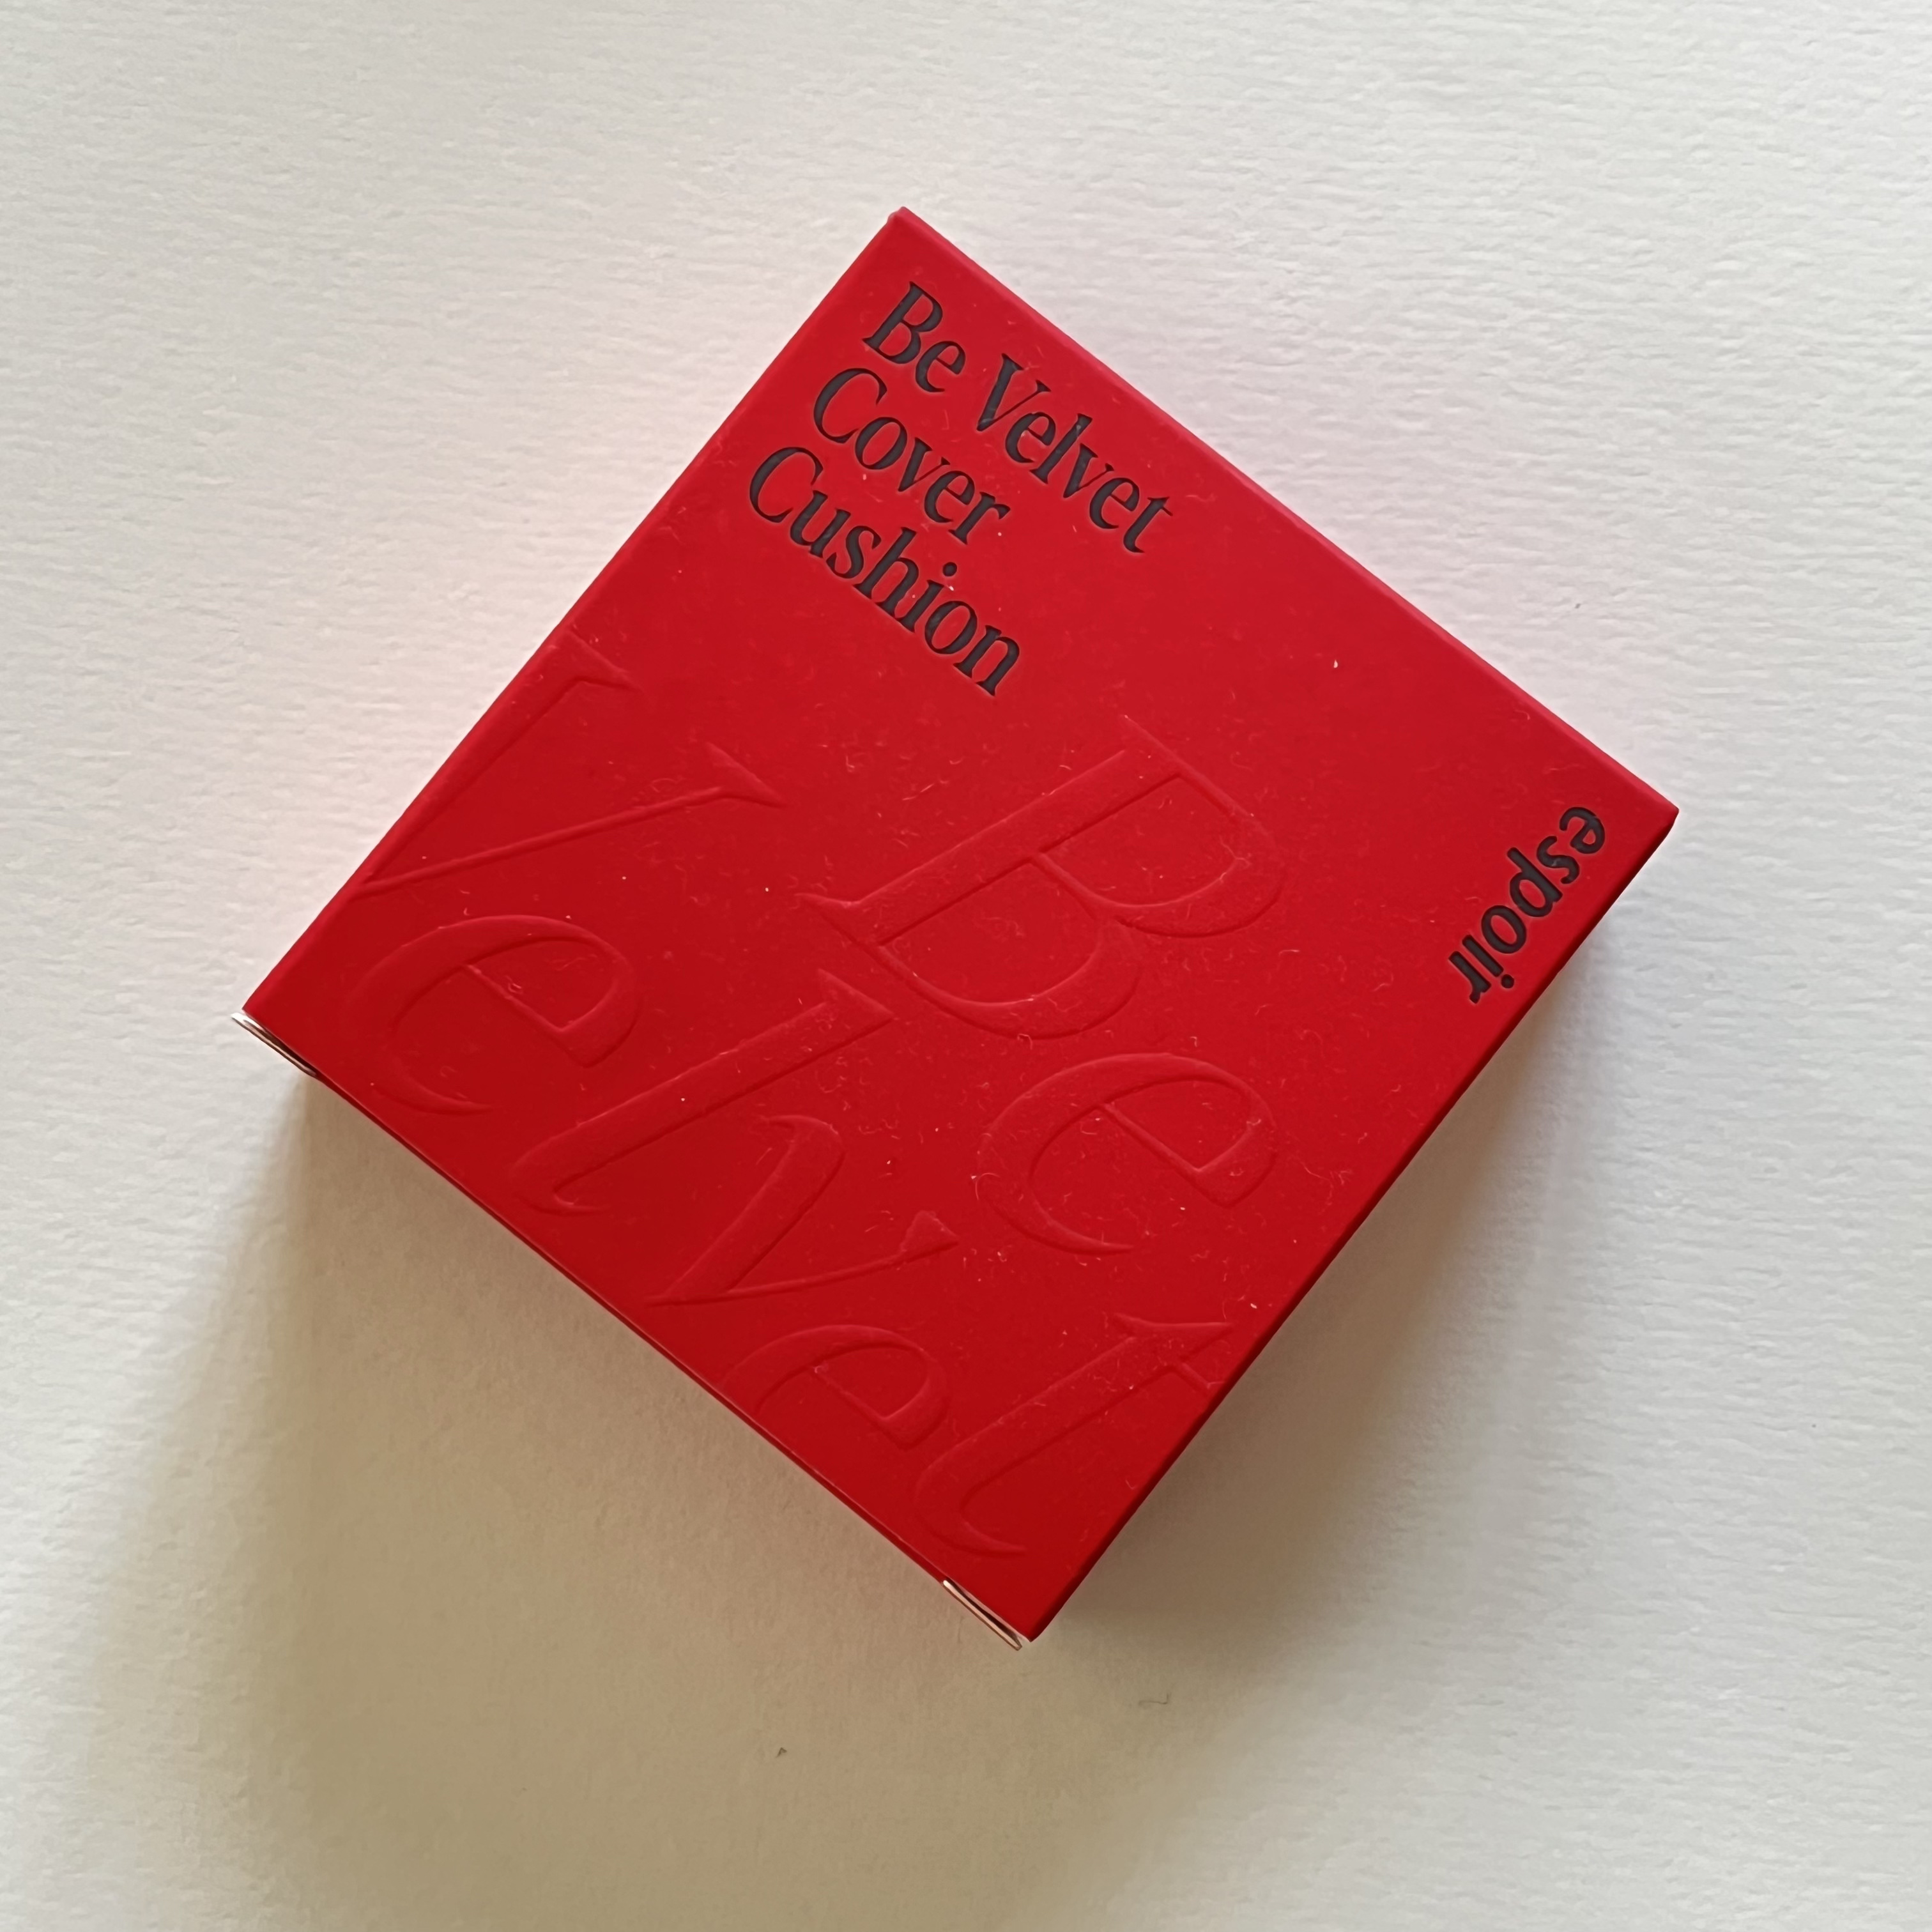 Be Velvet
Cover
Cushion
espoir
Be
Velvet